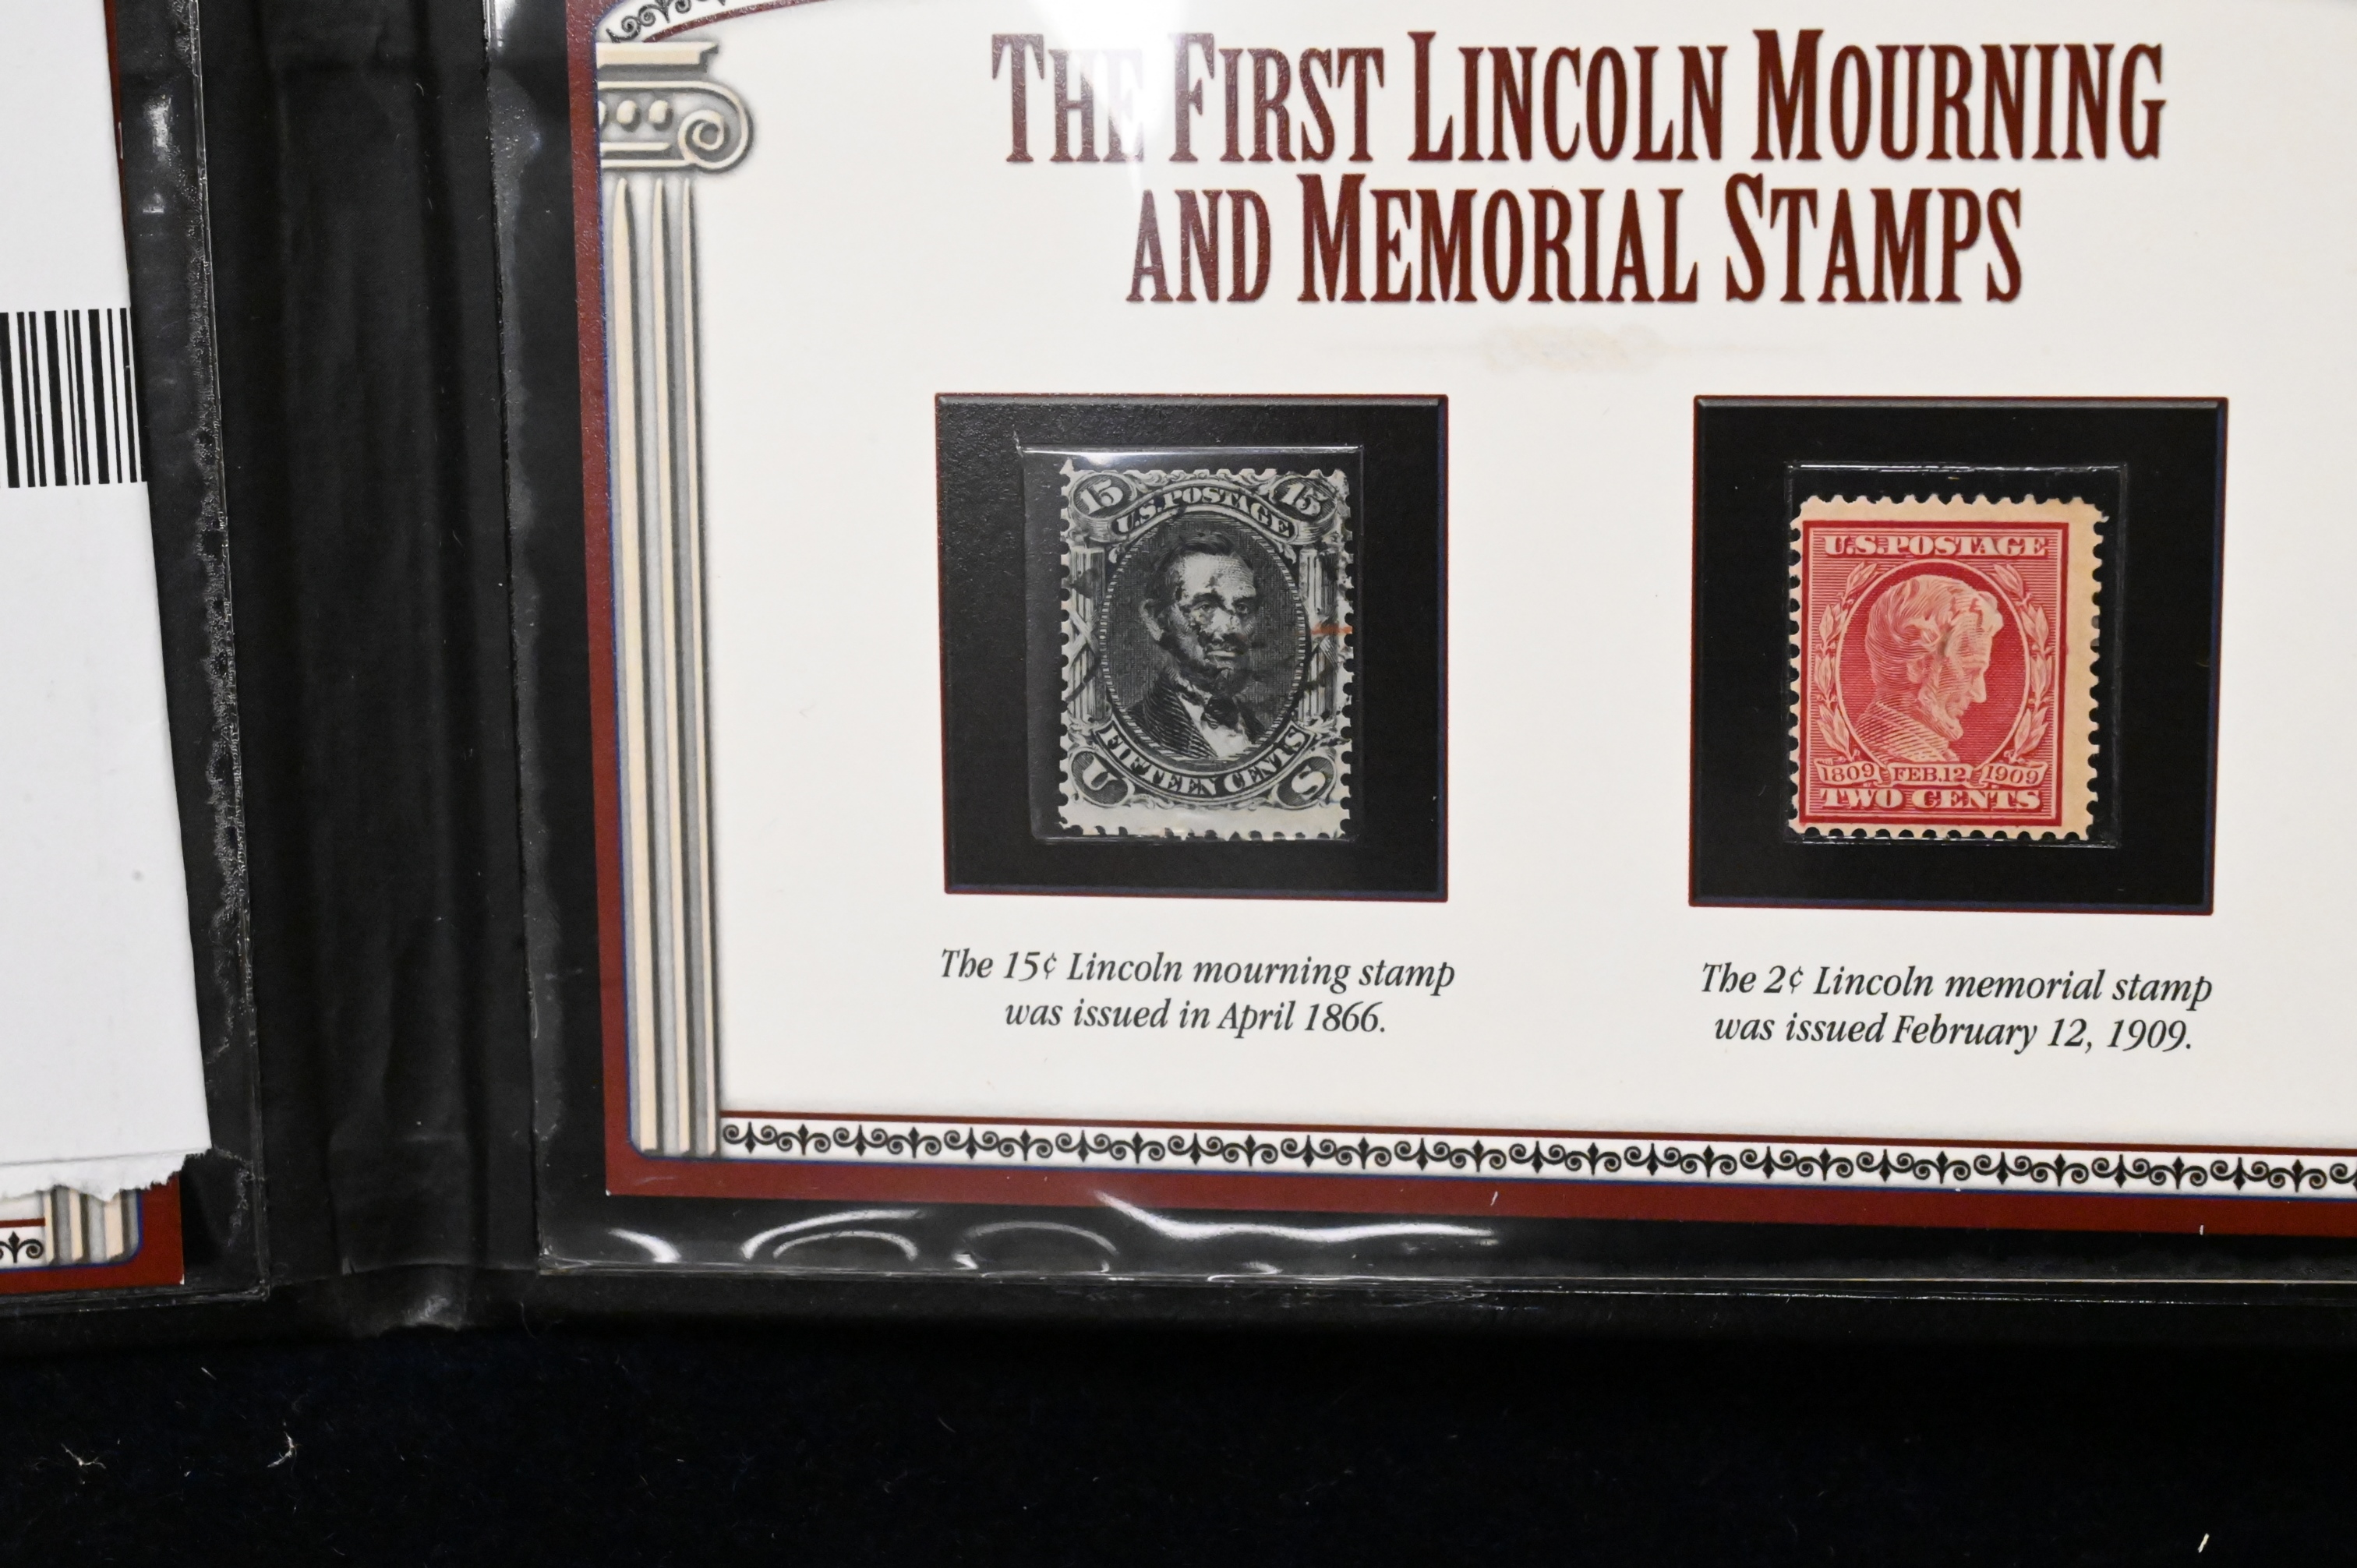 THE FIRST LINCOLN MOURNING
AND MEMORIAL STAMPS
15 U.S. POSTAGE 15
FIFTEEN CENTS
U S
The 15¢ Lincoln mourning stamp
was issued in April 1866.
U.S. POSTAGE
1809 FEB.12 1909
TWO CENTS
The 2¢ Lincoln memorial stamp
was issued February 12, 1909.